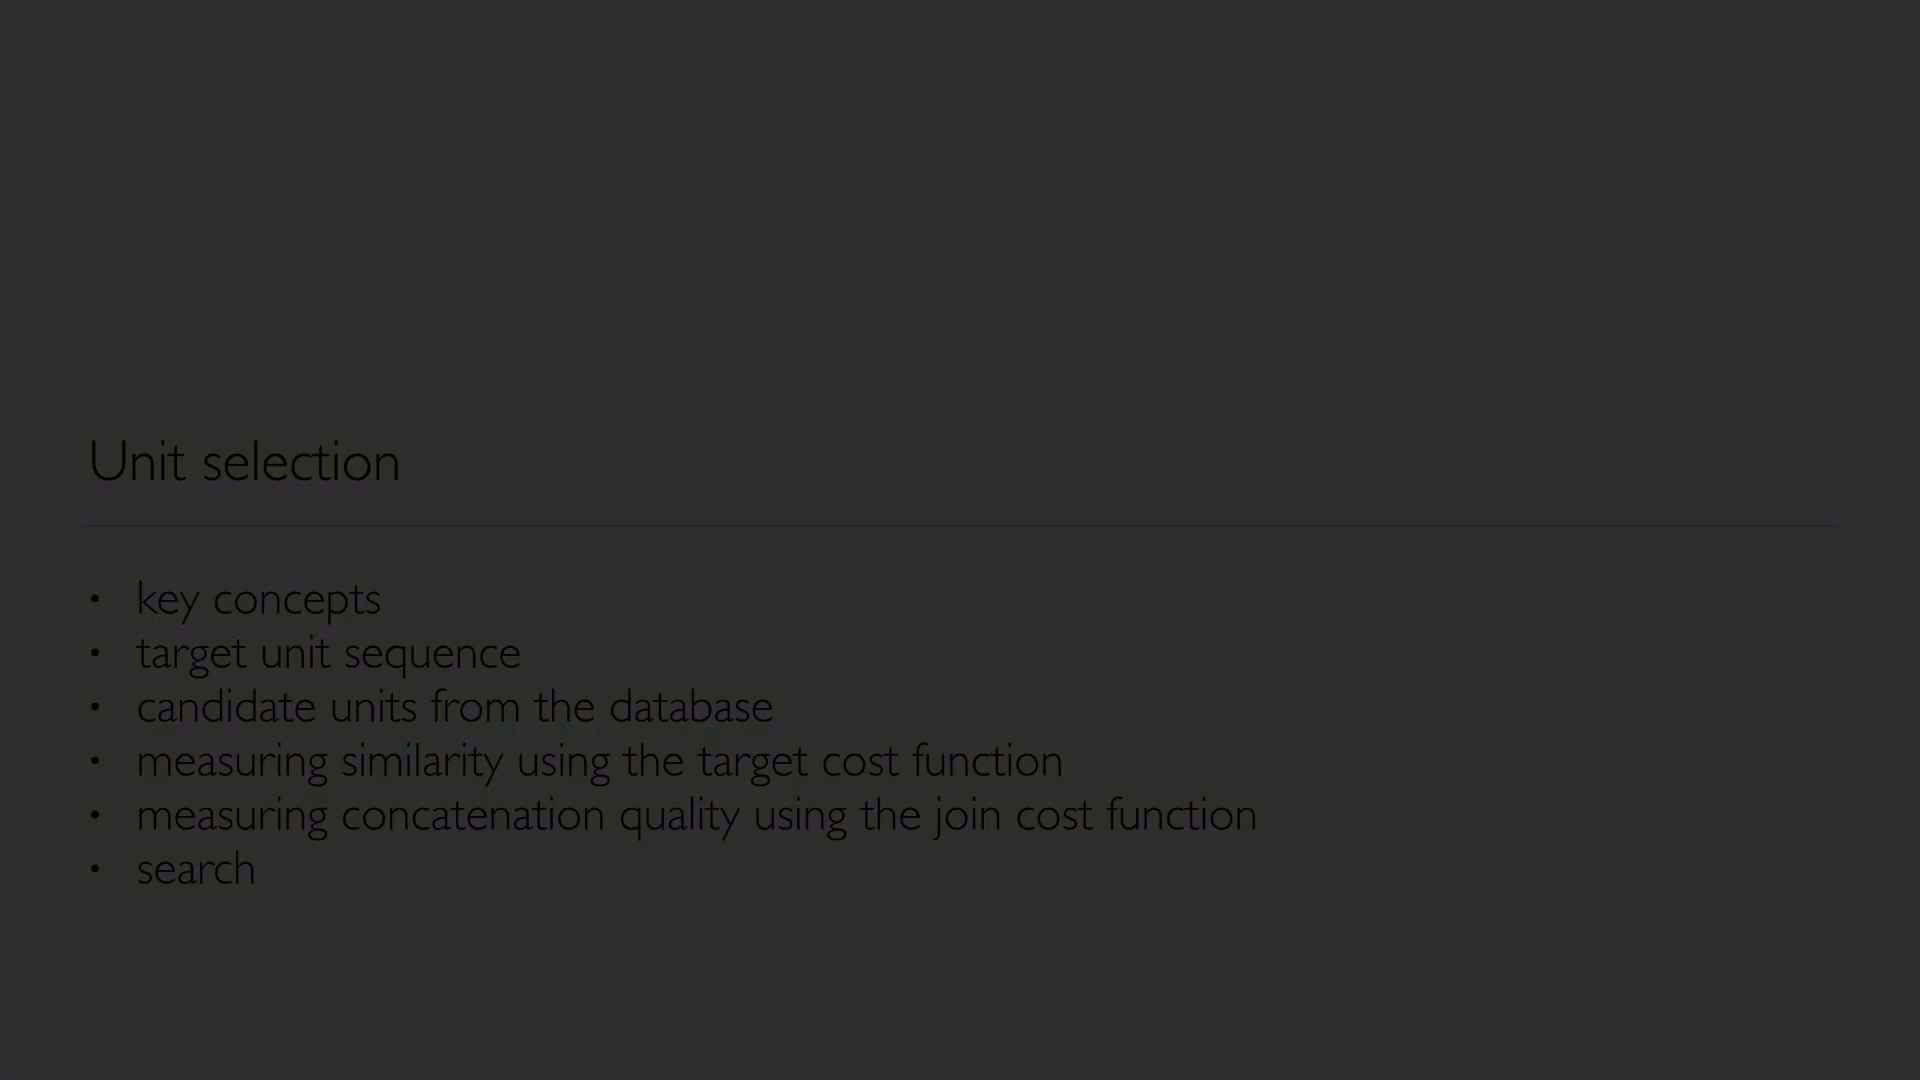 Unit selection
• key concepts
• target unit sequence
• candidate units from the database
• measuring similarity using the target cost function
• measuring concatenation quality using the join cost function
• search